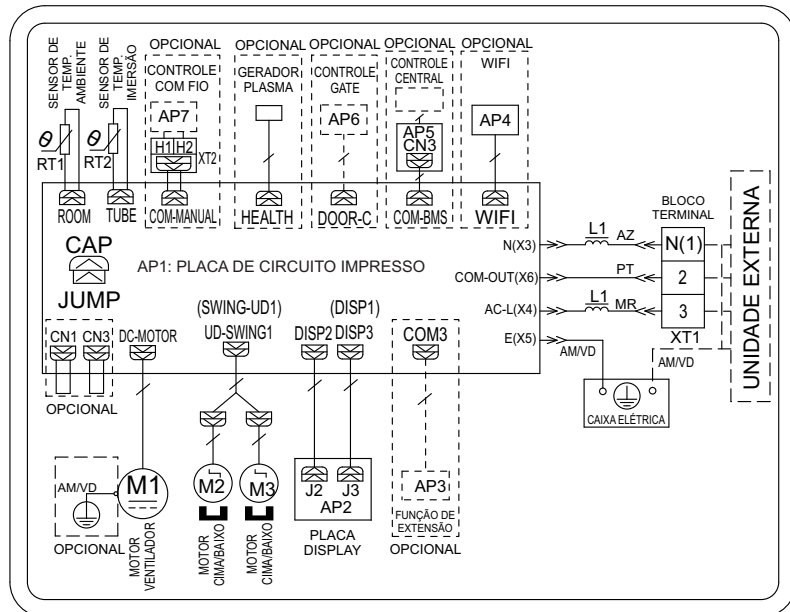 SENSOR DE
TEMP.
AMBIENTE
SENSOR DE
TEMP.
IMERSÃO
θ
RT1
θ
RT2
OPCIONAL
CONTROLE
COM FIO
AP7
H1 H2
XT2
OPCIONAL
GERADOR
PLASMA
OPCIONAL
CONTROLE
GATE
AP6
OPCIONAL
CONTROLE
CENTRAL
AP5
CN3
OPCIONAL
WIFI
AP4
ROOM
TUBE
COM-MANUAL
HEALTH
DOOR-C
COM-BMS
WIFI
CAP
JUMP
AP1: PLACA DE CIRCUITO IMPRESSO
N(X3)
COM-OUT(X6)
AC-L(X4)
E(X5)
L1
AZ
PT
L1
MR
AM/VD
BLOCO
TERMINAL
N(1)
2
3
XT1
AM/VD
CAIXA ELÉTRICA
UNIDADE EXTERNA
CN1
CN3
OPCIONAL
DC-MOTOR
(SWING-UD1)
UD-SWING1
(DISP1)
DISP2
DISP3
COM3
AM/VD
OPCIONAL
M1
MOTOR
VENTILADOR
M2
MOTOR
CIMA/BAIXO
M3
MOTOR
CIMA/BAIXO
J2
J3
AP2
PLACA
DISPLAY
AP3
FUNÇÃO DE
EXTENSÃO
OPCIONAL